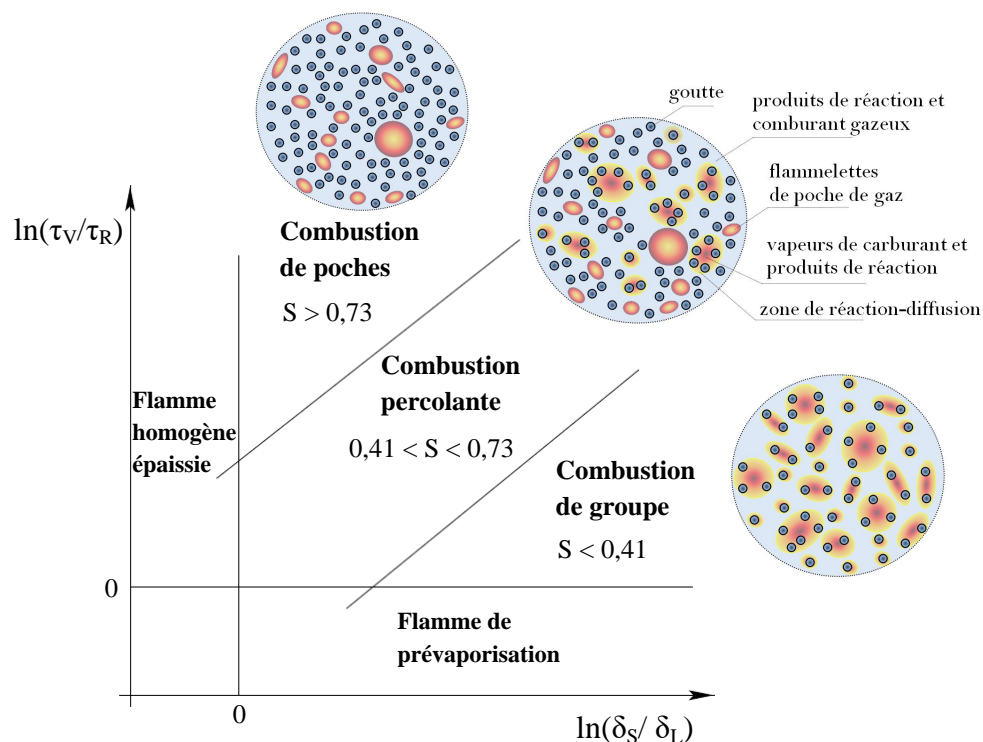 goutte
produits de réaction et
comburant gazeux
flammelettes
de poche de gaz
vapeurs de carburant et
produits de réaction
zone de réaction-diffusion
ln(τV/τR)
Combustion
de poches
S > 0,73
Combustion
percolante
0,41 < S < 0,73
Flamme
homogène
épaissie
Combustion
de groupe
S < 0,41
0
Flamme de
prévaporisation
0
ln(δS/ δL)